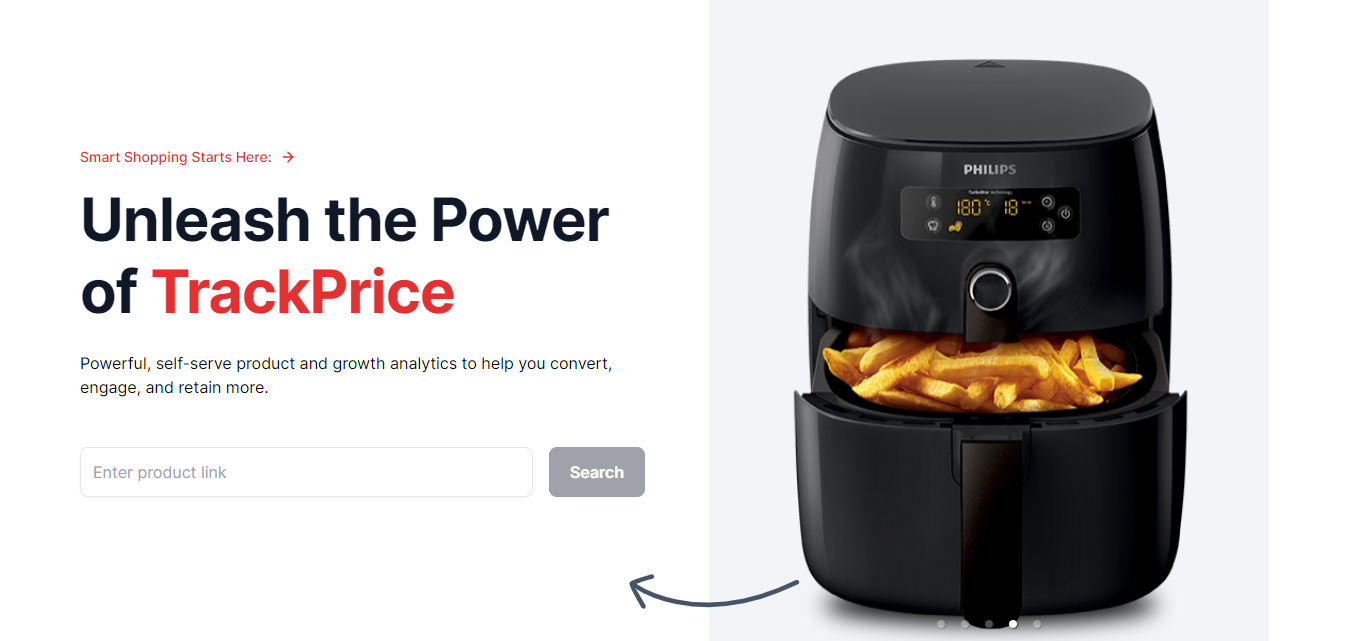 Smart Shopping Starts Here:
Unleash the Power
of TrackPrice
Powerful, self-serve product and growth analytics to help you convert,
engage, and retain more.
Enter product link
Search
PHILIPS
TurboStar technology
180 °C 18 MIN